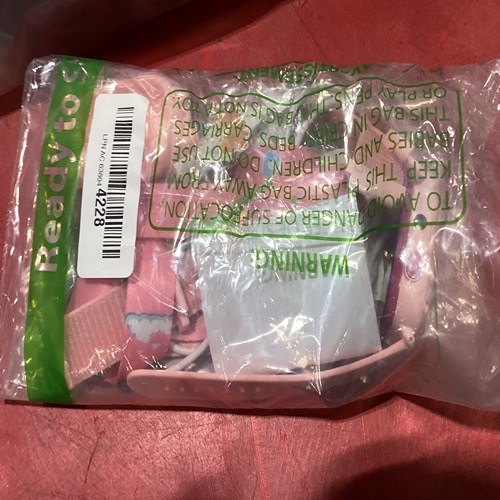 Ready to S
4228
WARNING:
TO AVOID DANGER OF SUFFOCATION,
KEEP THIS PLASTIC BAG AWAY FROM
BABIES AND CHILDREN. DO NOT USE
THIS BAG IN CRIBS, BEDS, CARRIAGES
OR PLAY PENS. THIS BAG IS NOT A TOY.